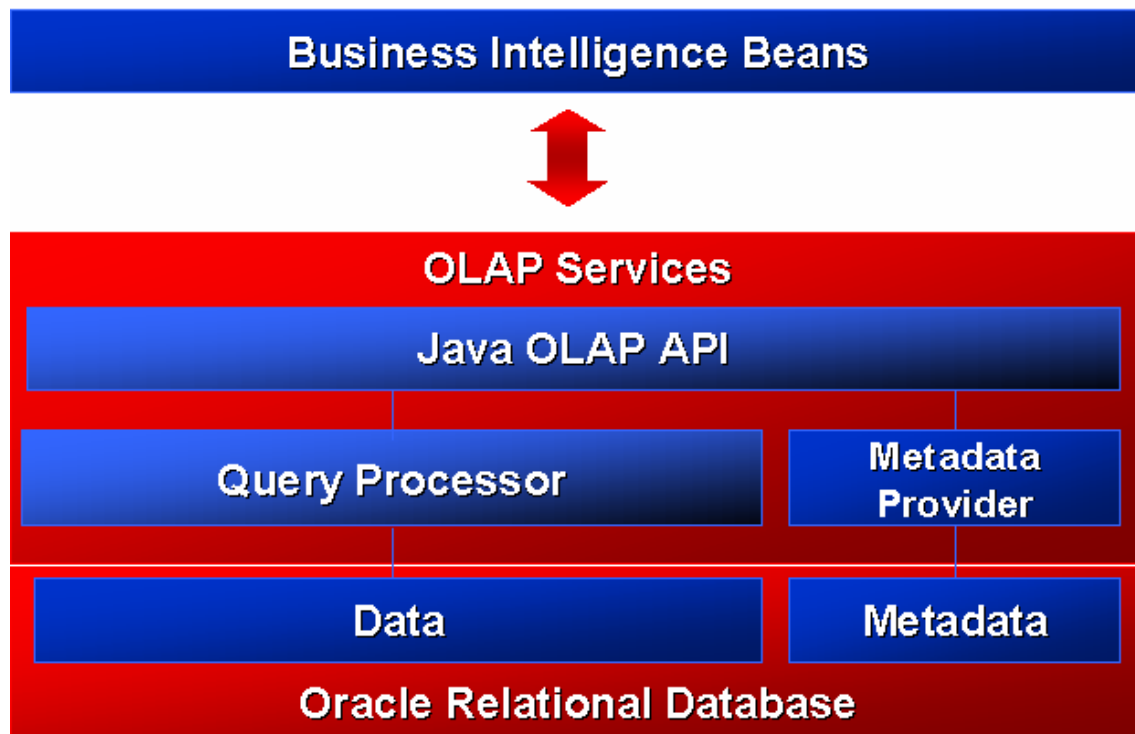 Business Intelligence Beans
OLAP Services
Java OLAP API
Query Processor
Metadata
Provider
Data
Metadata
Oracle Relational Database